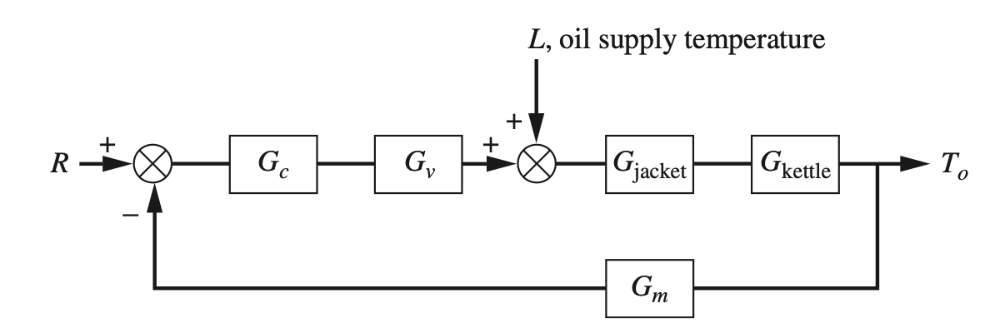 L, oil supply temperature
+
R + G_c G_v + G_jacket G_kettle T_o
−
G_m